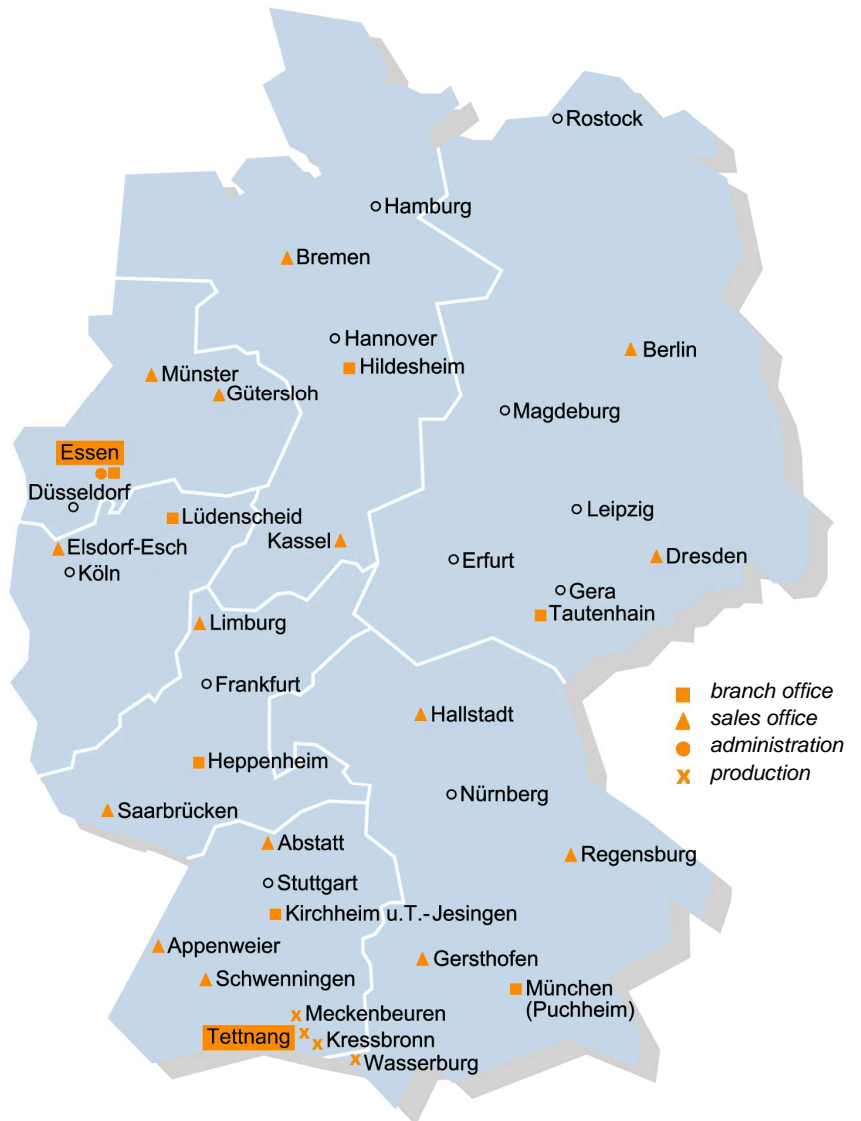 Rostock
Hamburg
Bremen
Hannover
Hildesheim
Berlin
Münster
Gütersloh
Magdeburg
Essen
Düsseldorf
Lüdenscheid
Leipzig
Elsdorf-Esch
Kassel
Köln
Erfurt
Dresden
Gera
Tautenhain
Limburg
Frankfurt
branch office
Hallstadt
sales office
administration
Heppenheim
production
Nürnberg
Saarbrücken
Abstatt
Regensburg
Stuttgart
Kirchheim u.T.-Jesingen
Appenweier
Gersthofen
Schwenningen
München
(Puchheim)
Meckenbeuren
Tettnang
Kressbronn
Wasserburg